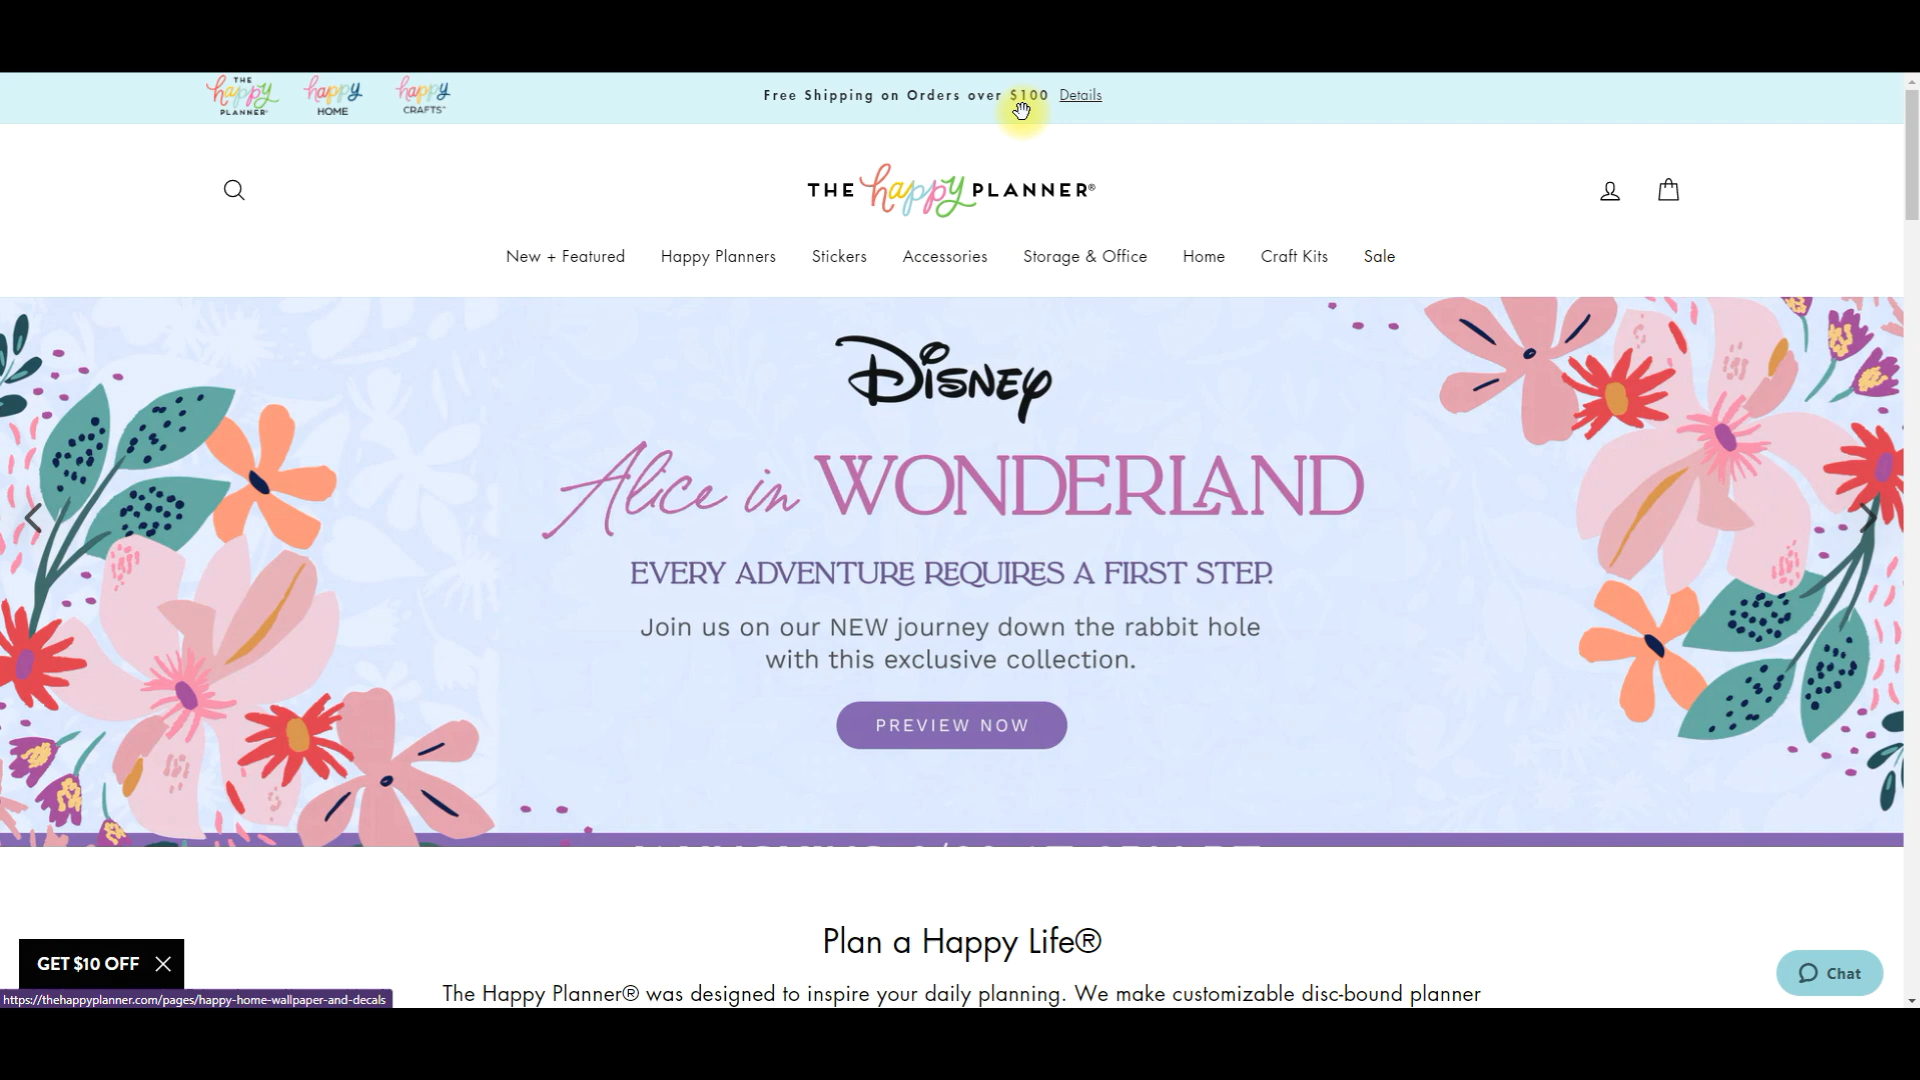 THE happy PLANNER®
happy HOME
happy CRAFTS™
Free Shipping on Orders over $100 Details
THE happy PLANNER®
New + Featured Happy Planners Stickers Accessories Storage & Office Home Craft Kits Sale
Disney
Alice in WONDERLAND
EVERY ADVENTURE REQUIRES A FIRST STEP.
Join us on our NEW journey down the rabbit hole
with this exclusive collection.
PREVIEW NOW
Plan a Happy Life®
GET $10 OFF
Chat
The Happy Planner® was designed to inspire your daily planning. We make customizable disc-bound planner
https://thehappyplanner.com/pages/happy-home-wallpaper-and-decals